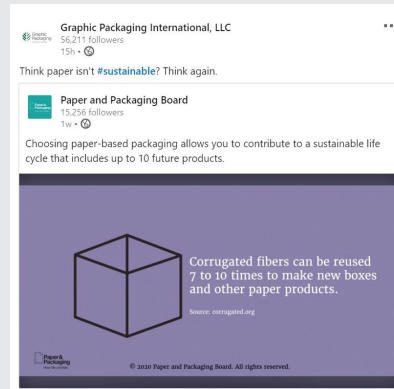 Graphic Packaging International, LLC
56,211 followers
15h •
Think paper isn't #sustainable? Think again.
Paper and Packaging Board
15,256 followers
1w •
Choosing paper-based packaging allows you to contribute to a sustainable life
cycle that includes up to 10 future products.
Corrugated fibers can be reused
7 to 10 times to make new boxes
and other paper products.
Source: corrugated.org
Paper &
Packaging
© 2020 Paper and Packaging Board. All rights reserved.